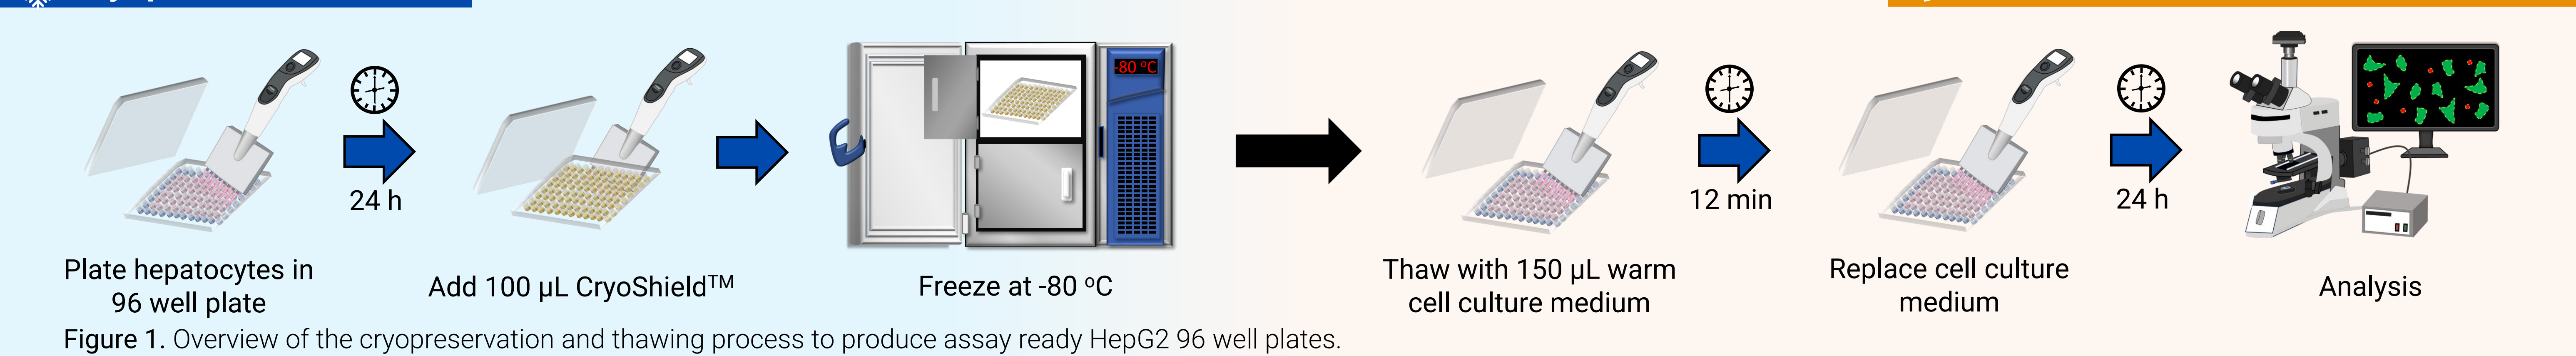 -80 ºC
24 h
12 min
24 h
Plate hepatocytes in
96 well plate
Add 100 µL CryoShield™
Freeze at -80 ºC
Thaw with 150 µL warm
cell culture medium
Replace cell culture
medium
Analysis
Figure 1. Overview of the cryopreservation and thawing process to produce assay ready HepG2 96 well plates.